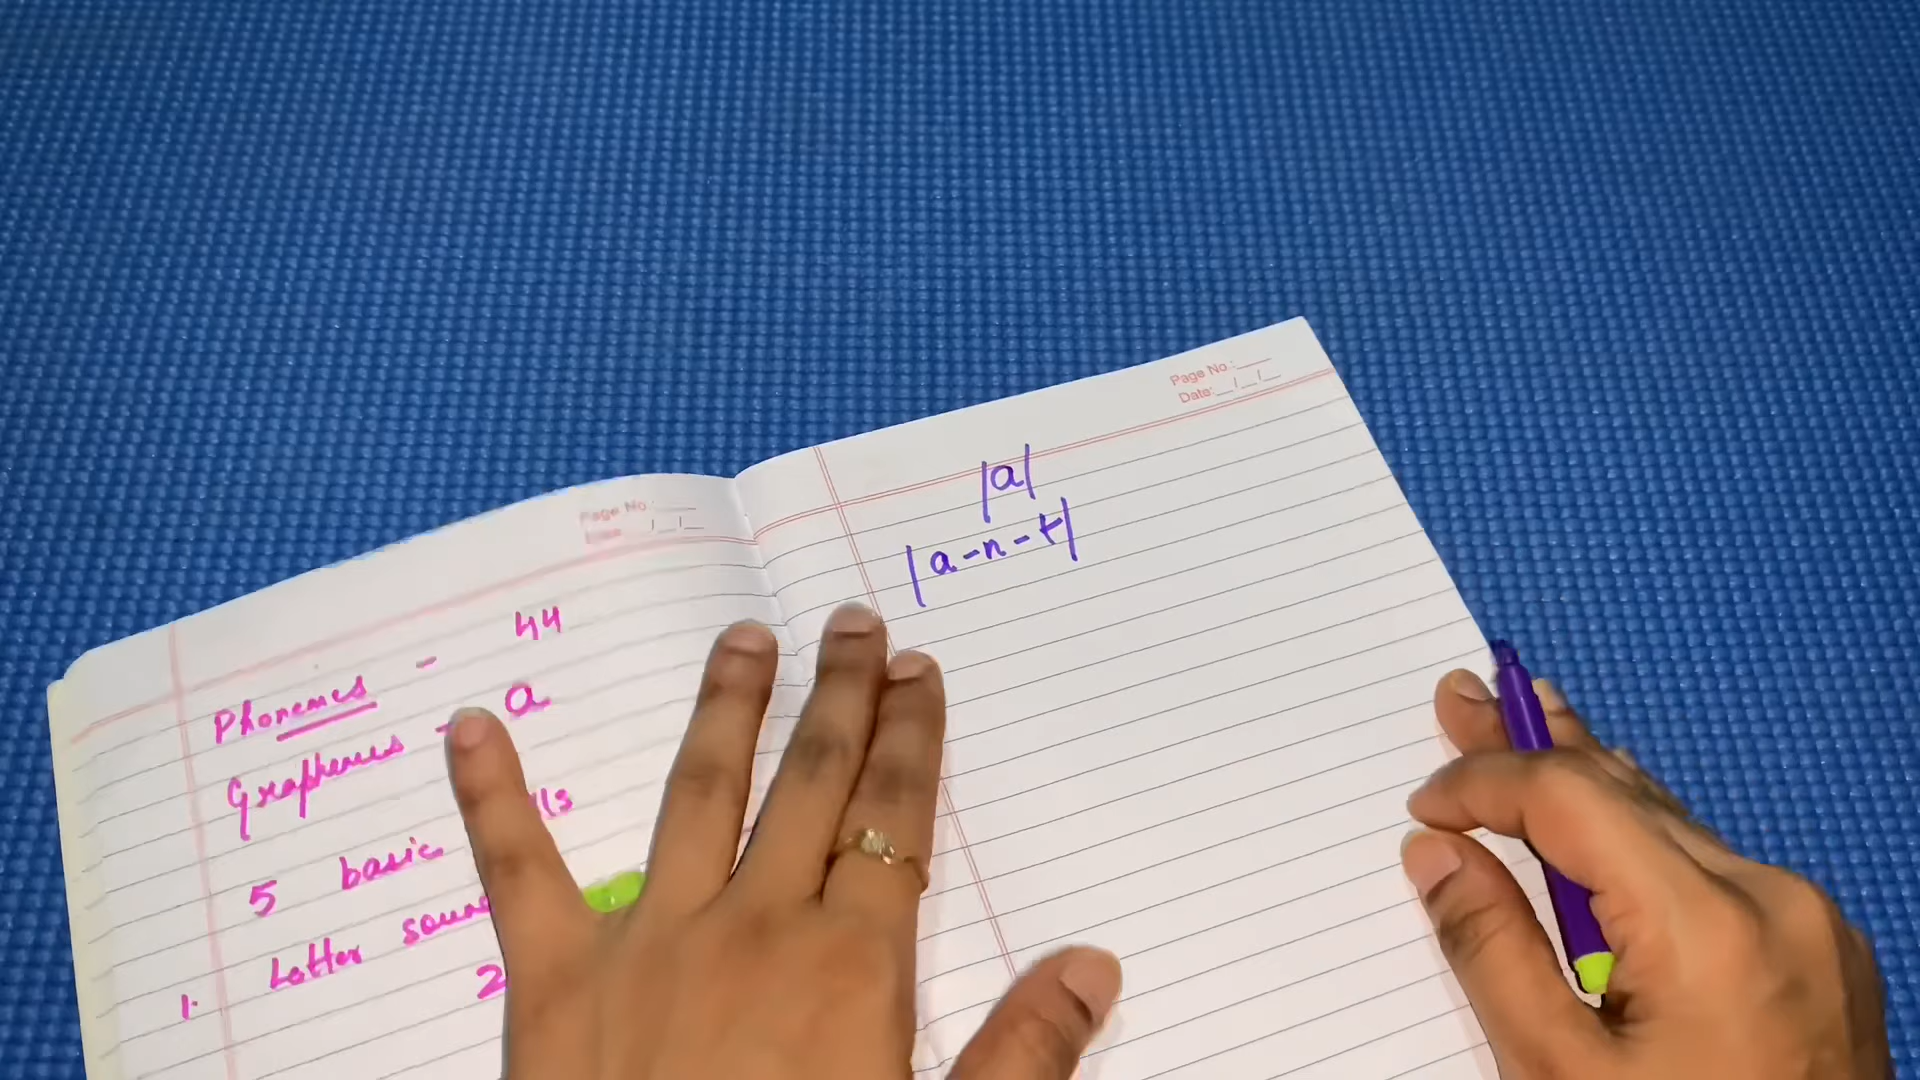 Page No.:
Date: / /
Phonemes - 44
Graphemes - a
5 basic
1. Letter
2
Page No.:
Date: / /
/a/
/a-n-t/